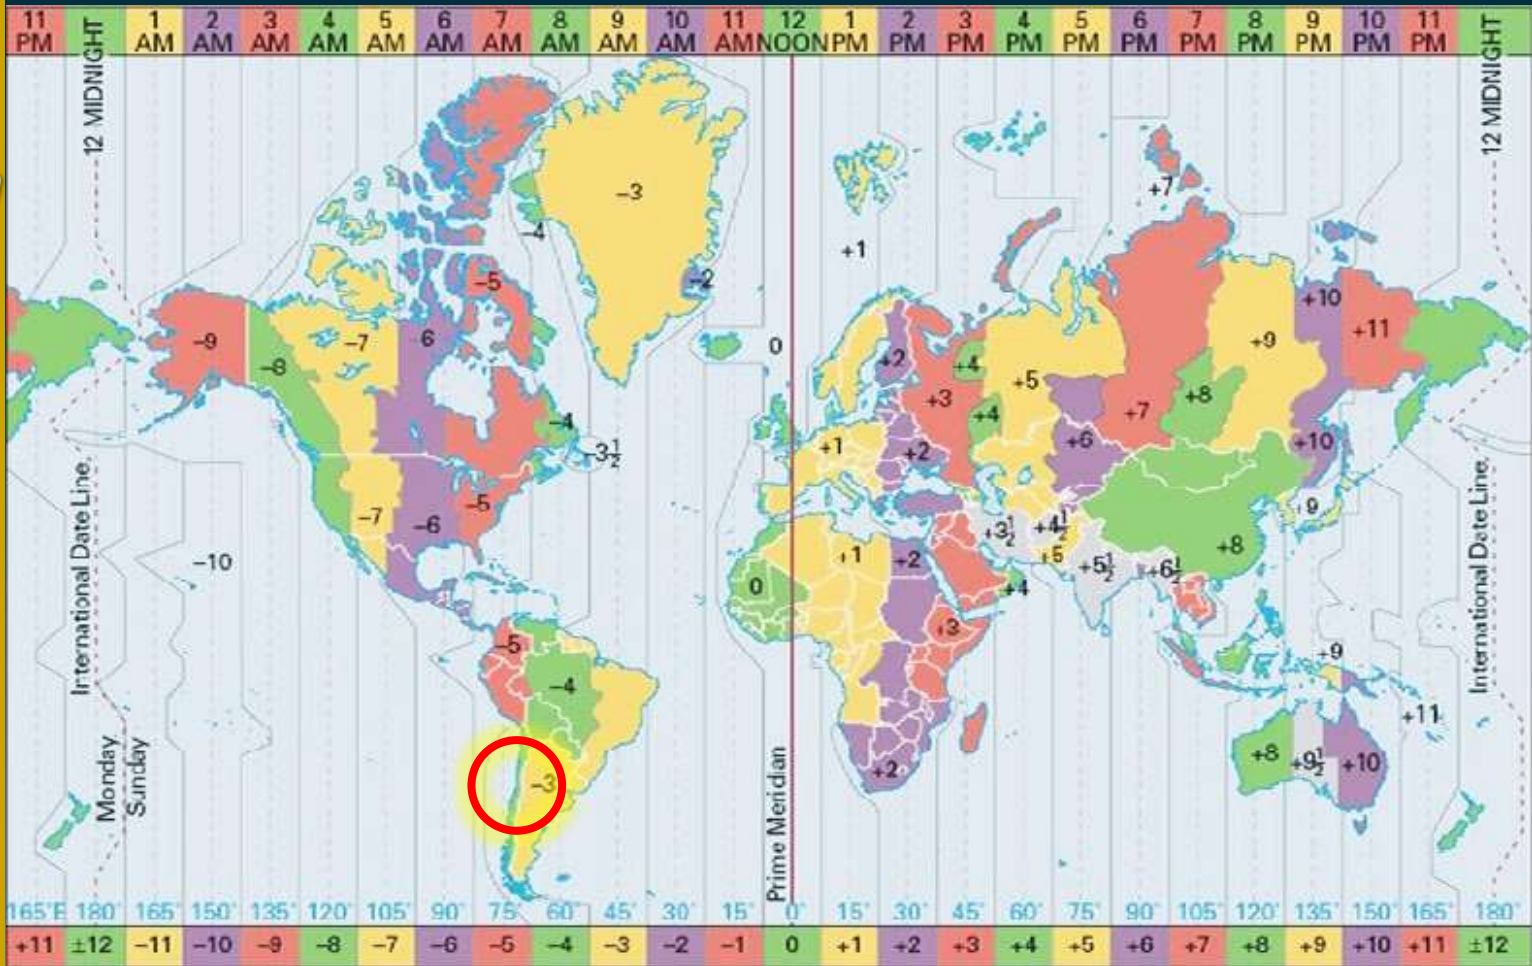 11 PM
12 MIDNIGHT
1 AM
2 AM
3 AM
4 AM
5 AM
6 AM
7 AM
8 AM
9 AM
10 AM
11 AM
12 NOON
1 PM
2 PM
3 PM
4 PM
5 PM
6 PM
7 PM
8 PM
9 PM
10 PM
11 PM
12 MIDNIGHT
+7
–3
–4
+1
–5
–2
+10
–9
–8
–7
–6
0
+2
+4
+5
+9
+11
+3
+4
+8
+7
–4
–3½
+1
+2
+6
+10
–7
–6
–5
+3½
+4½
+9
International Date Line
–10
0
+1
+2
+4
+5
+5½
+6½
+8
International Date Line
–5
+3
+9
–4
+11
Monday
Sunday
–3
Prime Meridian
+2
+8
+9½
+10
165°E 180° 165° 150° 135° 120° 105° 90° 75° 60° 45° 30° 15° 0° 15° 30° 45° 60° 75° 90° 105° 120° 135° 150° 165° 180°
+11 ±12 –11 –10 –9 –8 –7 –6 –5 –4 –3 –2 –1 0 +1 +2 +3 +4 +5 +6 +7 +8 +9 +10 +11 ±12